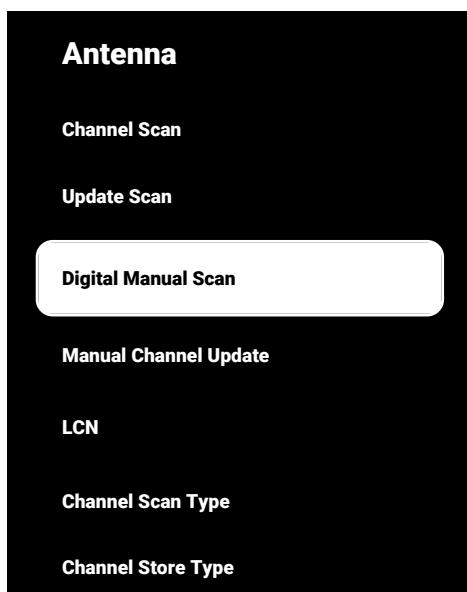 Antenna
Channel Scan
Update Scan
Digital Manual Scan
Manual Channel Update
LCN
Channel Scan Type
Channel Store Type